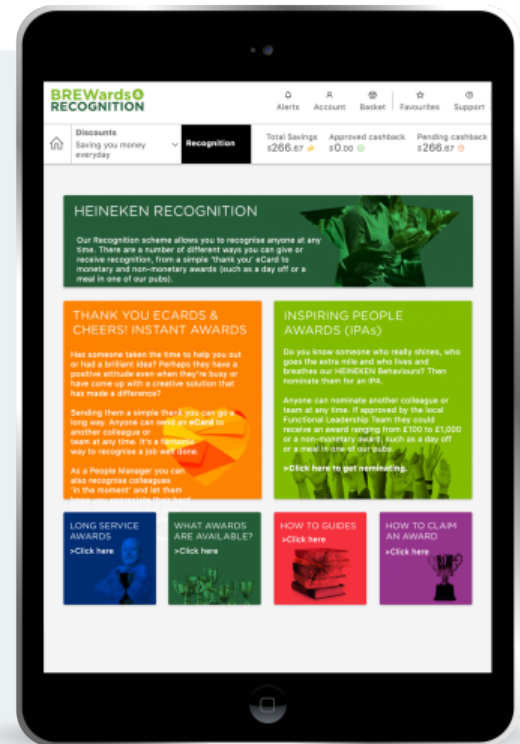 BREWards
RECOGNITION
Alerts Account Basket Favourites Support
Discounts
Saving you money
everyday
Recognition
Total Savings Approved cashback Pending cashback
$266.67 $0.00 $266.67
HEINEKEN RECOGNITION
Our Recognition scheme allows you to recognise anyone at any
time. There are a number of different ways you can give or
receive recognition, from a simple 'thank you' eCard to
monetary and non-monetary awards (such as a day off or a
meal in one of our pubs).
THANK YOU ECARDS &
CHEERS! INSTANT AWARDS
Has someone taken the time to help you out
or had a brilliant idea? Perhaps they have a
positive attitude even when they're busy or
have come up with a creative solution that
has made a difference?
Sending them a simple thank you can go a
long way. Anyone can send an eCard to
another colleague or
team at any time. It's a fantastic
way to recognise a job well done.
As a People Manager you can
also recognise colleagues
'in the moment' and let them
know you appreciate their hard
INSPIRING PEOPLE
AWARDS (IPAs)
Do you know someone who really shines, who
goes the extra mile and who lives and
breathes our HEINEKEN Behaviours? Then
nominate them for an IPA.
Anyone can nominate another colleague or
team at any time. If approved by the local
Functional Leadership Team they could
receive an award ranging from £100 to £1,000
or a non-monetary award, such as a day off
or a meal in one of our pubs.
>Click here to get nominating.
LONG SERVICE
AWARDS
>Click here
WHAT AWARDS
ARE AVAILABLE?
>Click here
HOW TO GUIDES
>Click here
HOW TO CLAIM
AN AWARD
>Click here